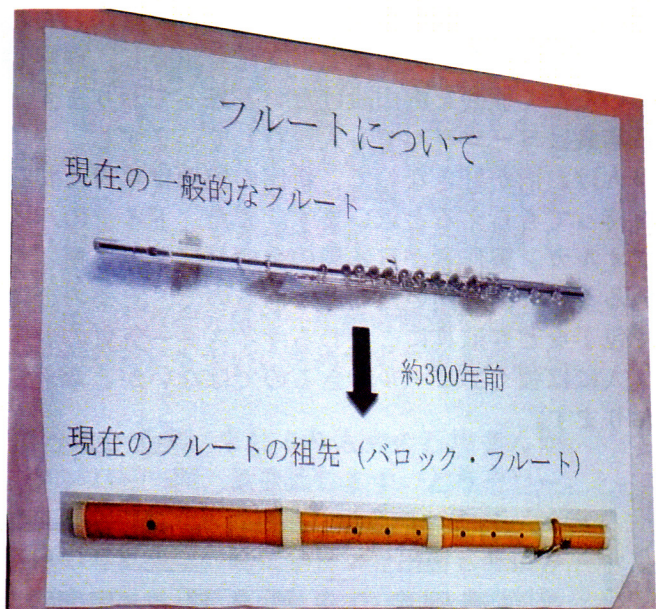 フルートについて
現在の一般的なフルート
約300年前
現在のフルートの祖先（バロック・フルート）